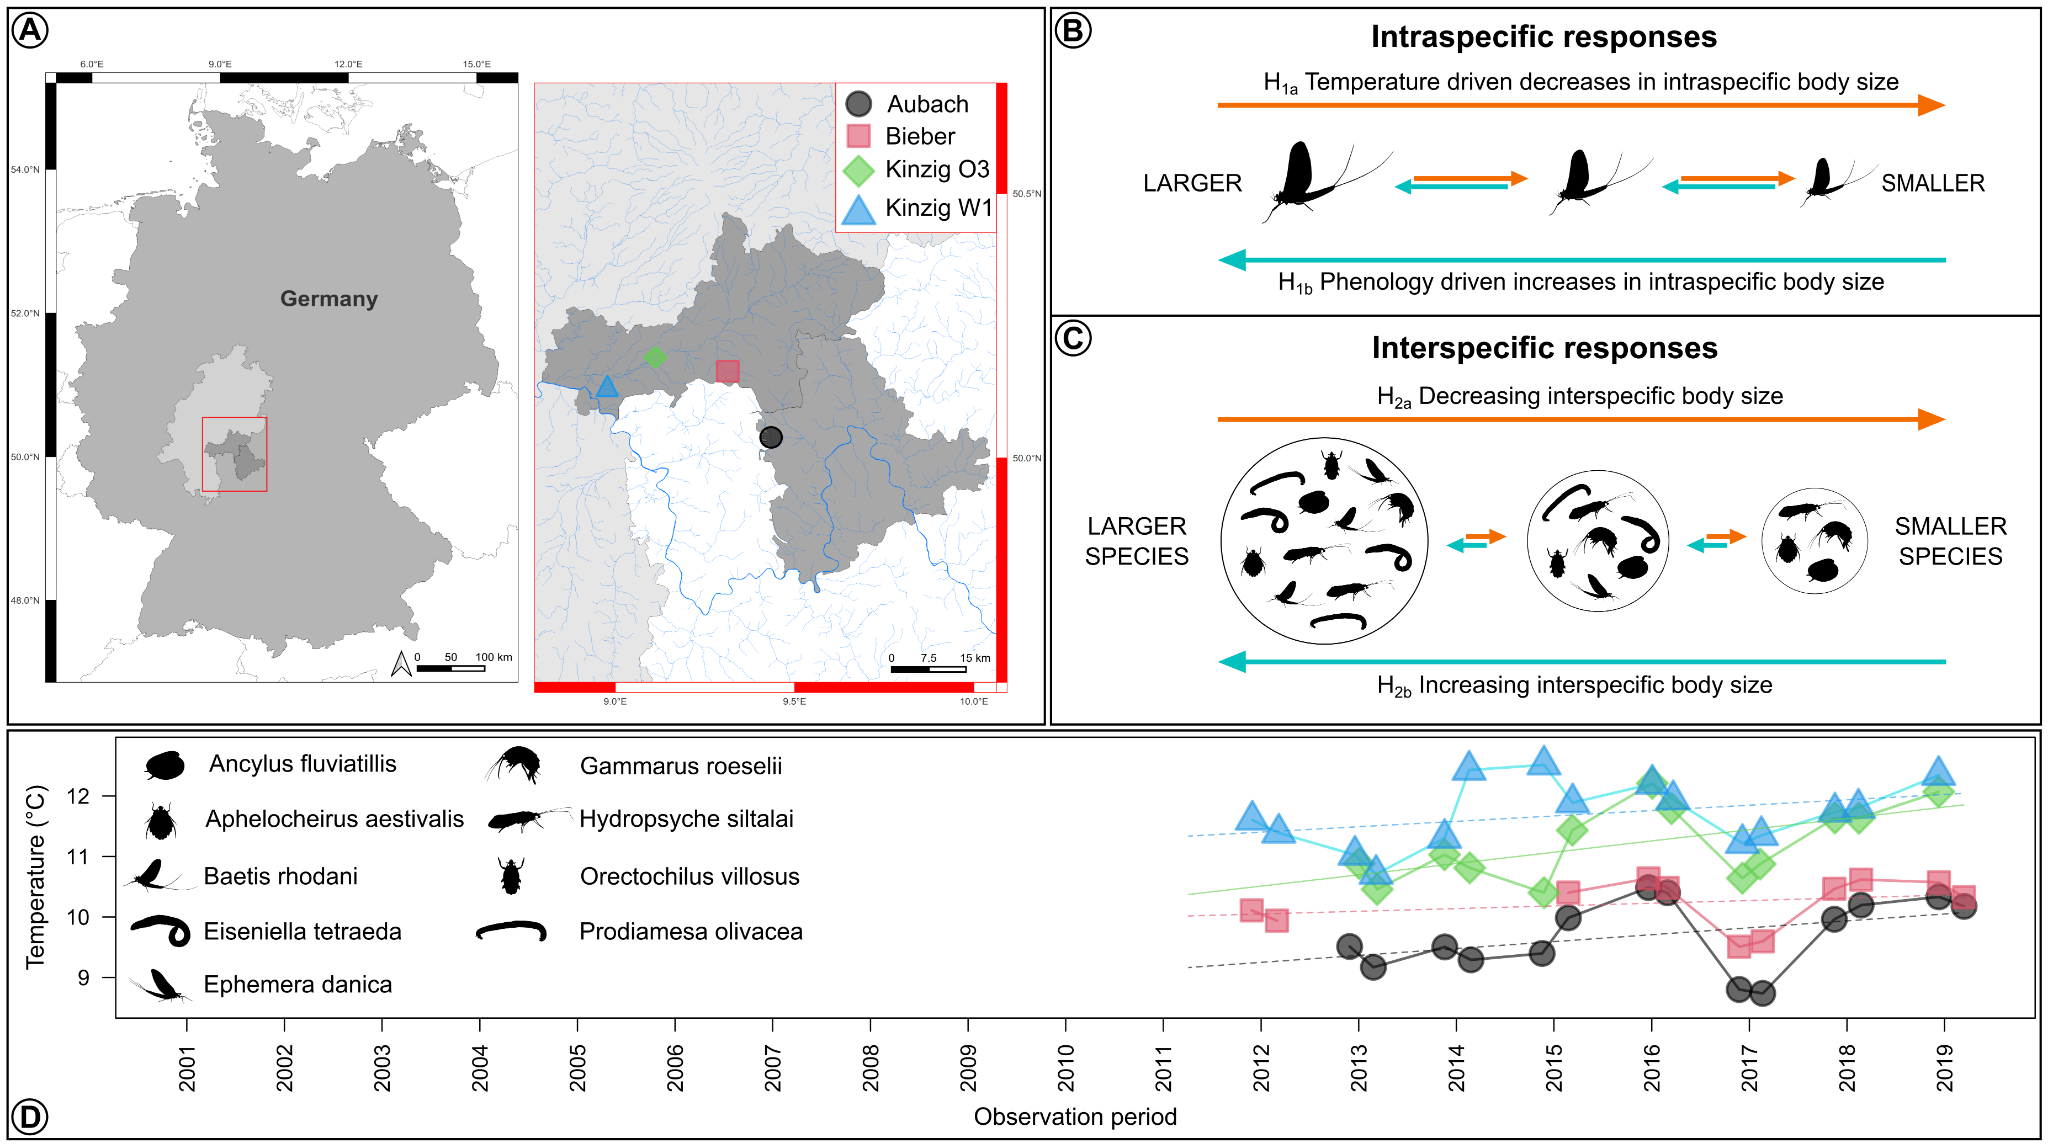 A
6.0°E 9.0°E 12.0°E 15.0°E
54.0°N
52.0°N
50.0°N
48.0°N
Germany
0 50 100 km
Aubach
Bieber
Kinzig O3
Kinzig W1
50.5°N
50.0°N
0 7.5 15 km
9.0°E 9.5°E 10.0°E
B
Intraspecific responses
H1a Temperature driven decreases in intraspecific body size
LARGER
SMALLER
H1b Phenology driven increases in intraspecific body size
C
Interspecific responses
H2a Decreasing interspecific body size
LARGER
SPECIES
SMALLER
SPECIES
H2b Increasing interspecific body size
D
Temperature (°C)
12
11
10
9
Ancylus fluviatillis
Aphelocheirus aestivalis
Baetis rhodani
Eiseniella tetraeda
Ephemera danica
Gammarus roeselii
Hydropsyche siltalai
Orectochilus villosus
Prodiamesa olivacea
2001 2002 2003 2004 2005 2006 2007 2008 2009 2010 2011 2012 2013 2014 2015 2016 2017 2018 2019
Observation period